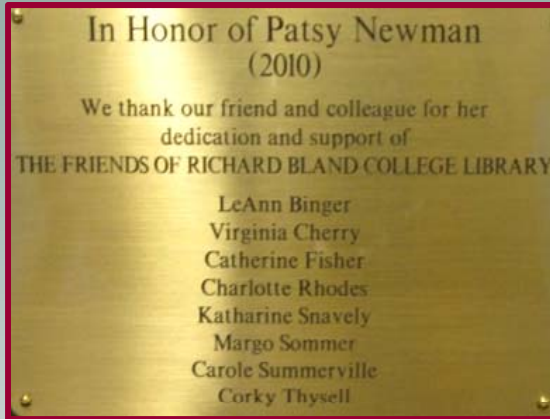 In Honor of Patsy Newman
(2010)
We thank our friend and colleague for her
dedication and support of
THE FRIENDS OF RICHARD BLAND COLLEGE LIBRARY
LeAnn Binger
Virginia Cherry
Catherine Fisher
Charlotte Rhodes
Katharine Snavely
Margo Sommer
Carole Summerville
Corky Thysell